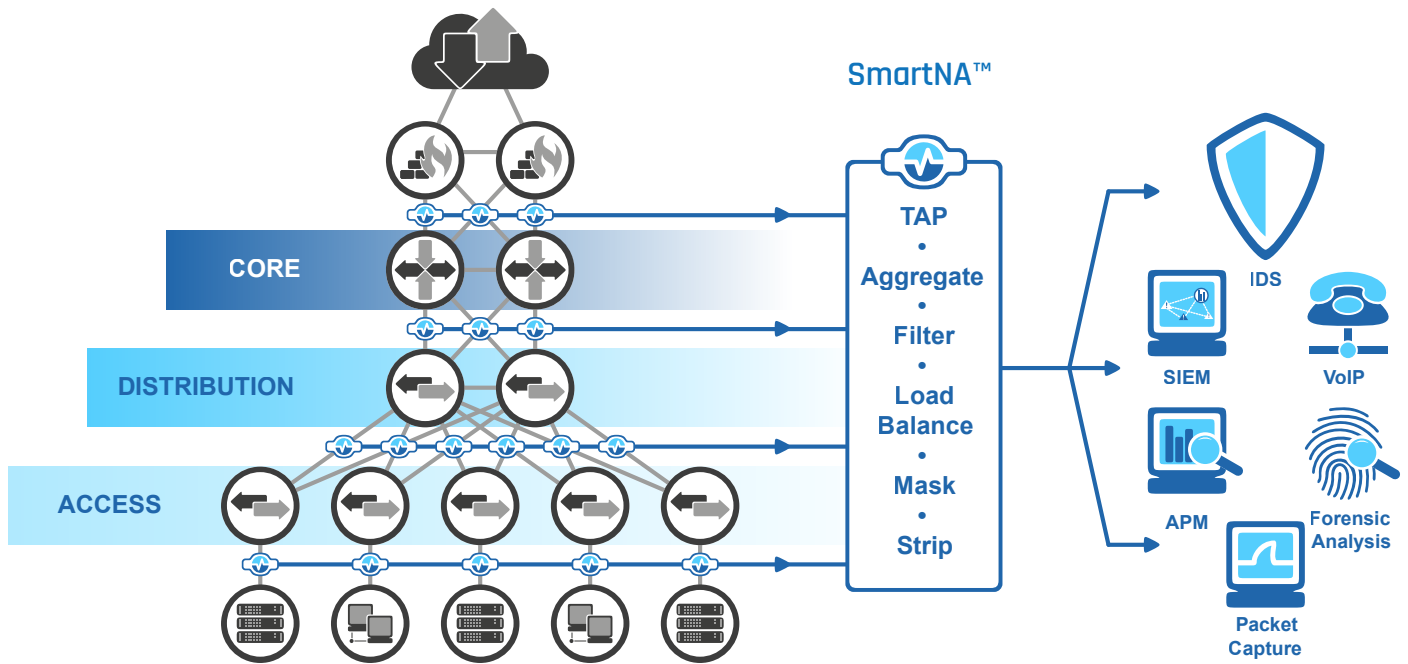 SmartNA™
CORE
DISTRIBUTION
ACCESS
TAP
•
Aggregate
•
Filter
•
Load
Balance
•
Mask
•
Strip
IDS
SIEM
VoIP
APM
Forensic
Analysis
Packet
Capture